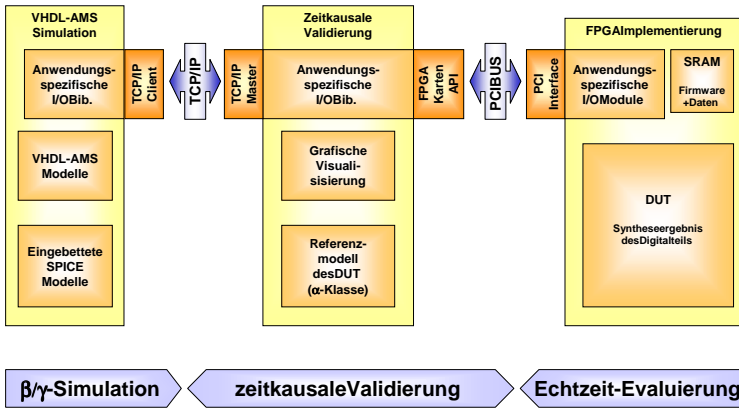 VHDL-AMS
Simulation
Anwendungs-
spezifische
I/OBib.
TCP/IP
Client
VHDL-AMS
Modelle
Eingebettete
SPICE
Modelle
TCP/IP
Zeitkausale
Validierung
TCP/IP
Master
Anwendungs-
spezifische
I/OBib.
FPGA
Karten
API
Grafische
Visuali-
sisierung
Referenz-
modell
desDUT
(α-Klasse)
PCIBUS
FPGAImplementierung
PCI
Interface
Anwendungs-
spezifische
I/OModule
SRAM
Firmware
+Daten
DUT
Syntheseergebnis
desDigitalteils
β/γ-Simulation
zeitkausaleValidierung
Echtzeit-Evaluierung